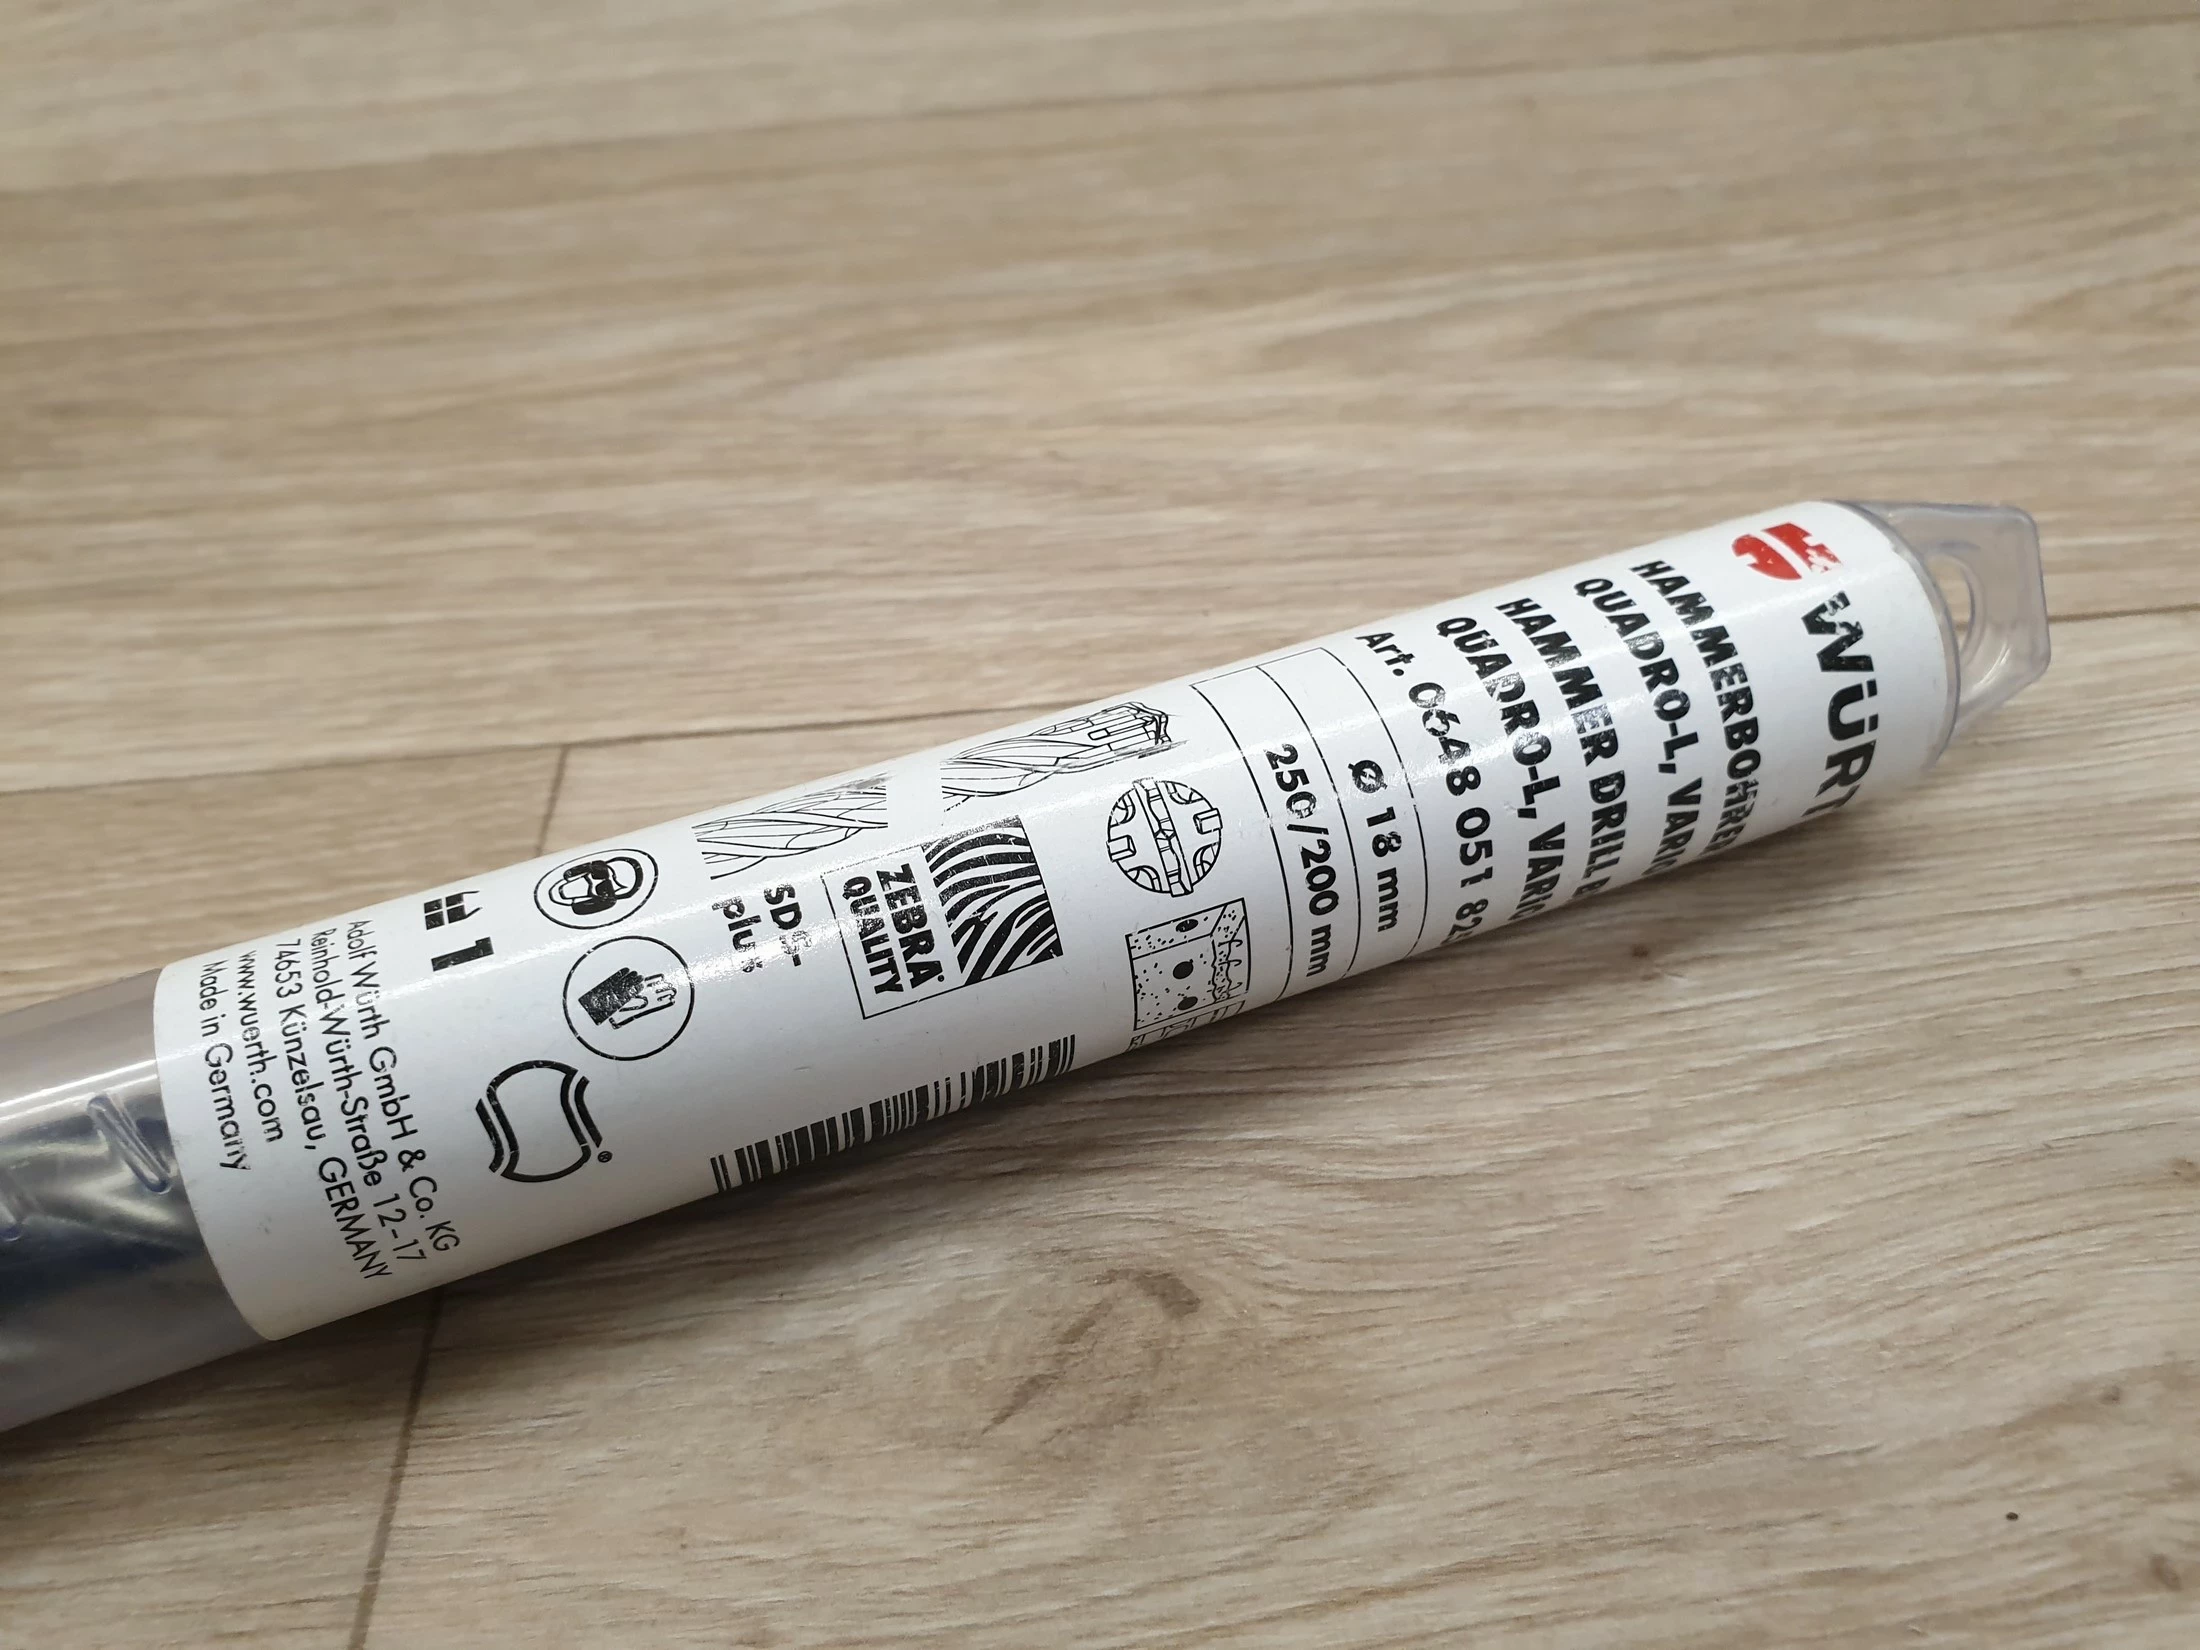 WÜRT
HAMMERBOHRER
QUADRO-L, VARIO
HAMMER DRILL
QUADRO-L, VARIO
Art. 0648 051 82
Ø 18 mm
250/200 mm
ZEBRA
QUALITY
SDS-
plus
1
Adolf Würth GmbH & Co. KG
Reinhold-Würth-Straße 12-17
74653 Künzelsau, GERMANY
www.wuerth.com
Made in Germany